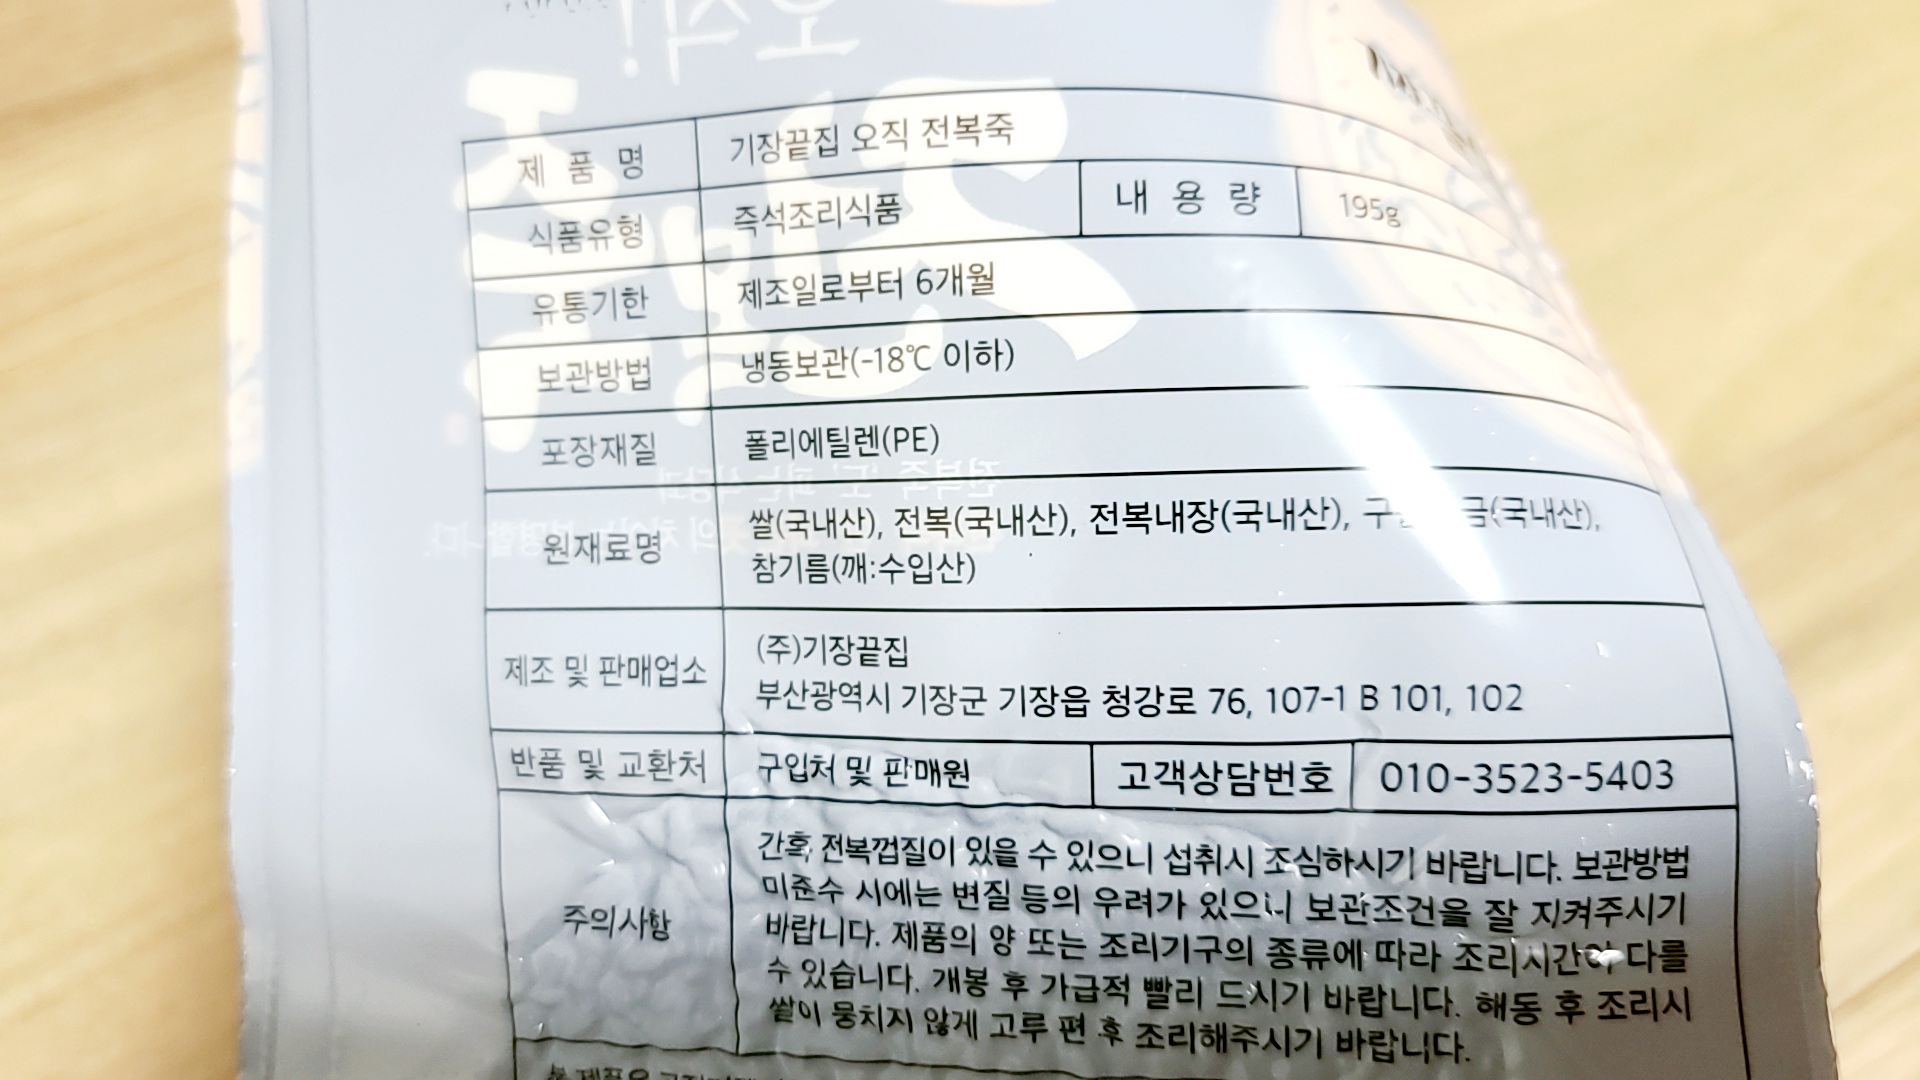 오직!
제 품 명 기장끝집 오직 전복죽
식품유형 즉석조리식품 내 용 량 195g
유통기한 제조일로부터 6개월
보관방법 냉동보관(-18℃ 이하)
포장재질 폴리에틸렌(PE)
원재료명 쌀(국내산), 전복(국내산), 전복내장(국내산), (국내산),
참기름(깨:수입산)
제조 및 판매업소 (주)기장끝집
부산광역시 기장군 기장읍 청강로 76, 107-1 B 101, 102
반품 및 교환처 구입처 및 판매원 고객상담번호 010-3523-5403
주의사항 간혹 전복껍질이 있을 수 있으니 섭취시 조심하시기 바랍니다. 보관방법
미준수 시에는 변질 등의 우려가 있으니 보관조건을 잘 지켜주시기
바랍니다. 제품의 양 또는 조리기구의 종류에 따라 조리시간이 다를
수 있습니다. 개봉 후 가급적 빨리 드시기 바랍니다. 해동 후 조리시
쌀이 뭉치지 않게 고루 편 후 조리해주시기 바랍니다.